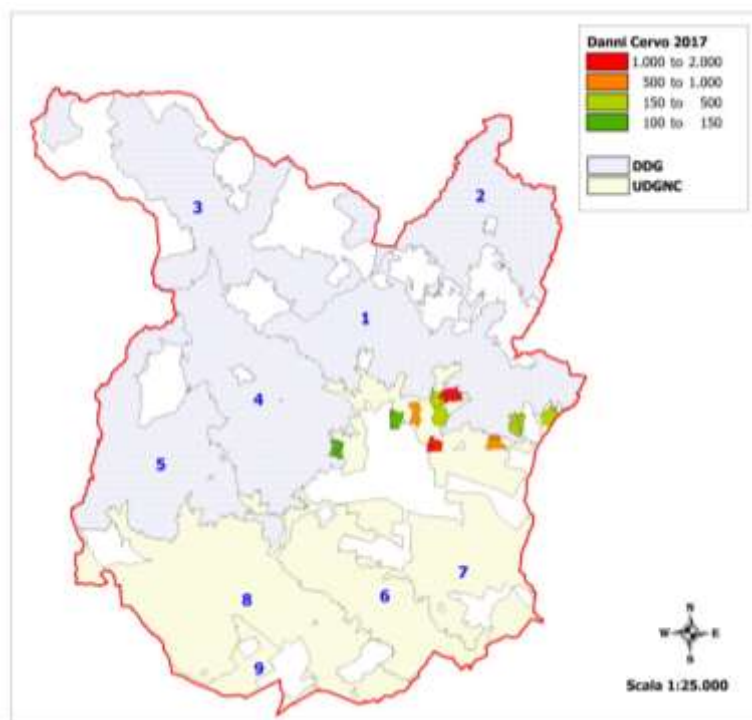 Danni Cervo 2017
1.000 to 2.000
500 to 1.000
150 to 500
100 to 150
DDG
UDGNC
2
3
1
4
5
7
6
8
9
N
W E
S
Scala 1:25.000